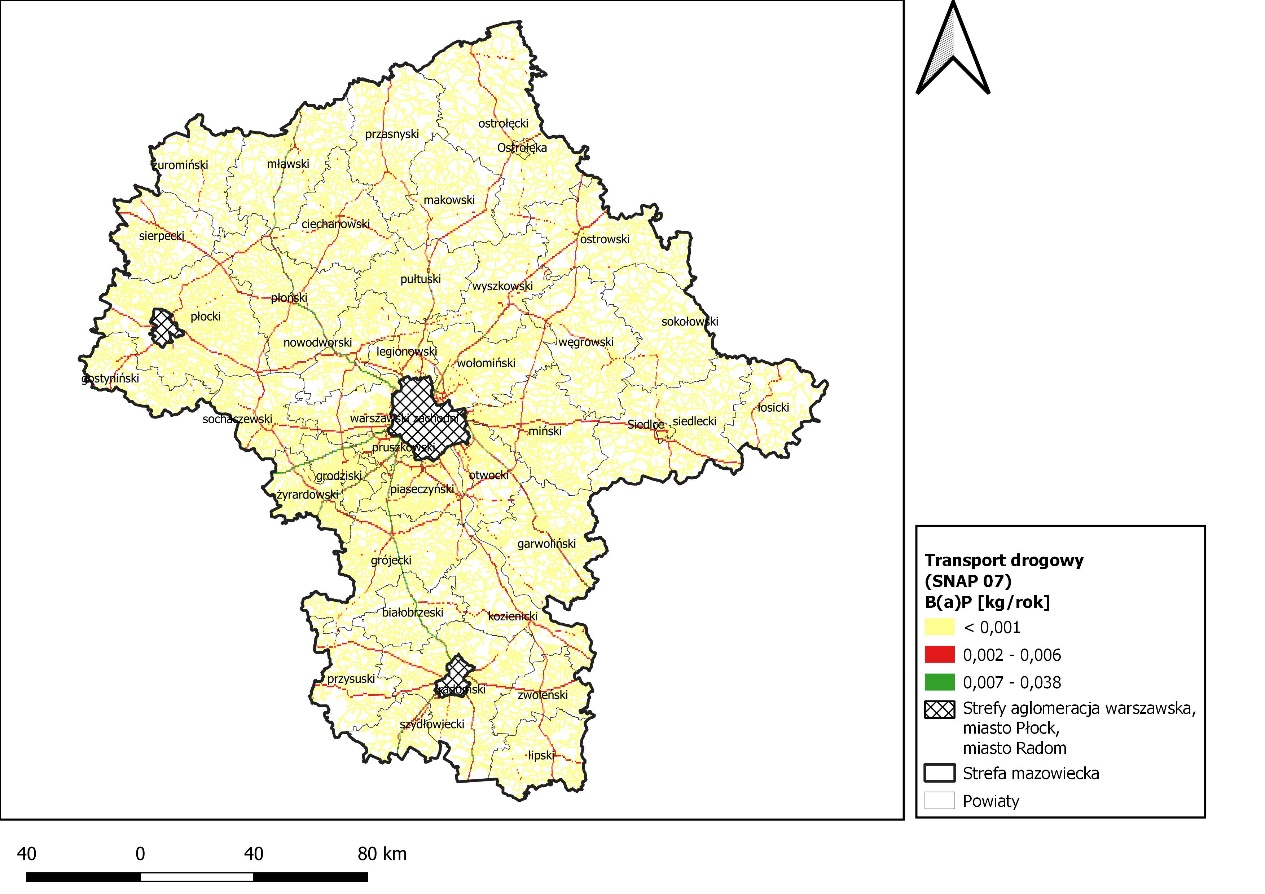 ostrołęcki
przasnyski
Ostrołęka
żuromiński
mławski
makowski
ciechanowski
sierpecki
ostrowski
pułtuski
wyszkowski
płoński
płocki
sokołowski
nowodworski
węgrowski
legionowski
wołomiński
gostyniński
łosicki
sochaczewski
warszawski zachodni
Siedlce
siedlecki
miński
pruszkowski
grodziski
otwocki
piaseczyński
żyrardowski
garwoliński
grójecki
białobrzeski
kozienicki
przysuski
radomski
zwoleński
szydłowiecki
lipski
Transport drogowy
(SNAP 07)
B(a)P [kg/rok]
< 0,001
0,002 - 0,006
0,007 - 0,038
Strefy aglomeracja warszawska,
miasto Płock,
miasto Radom
Strefa mazowiecka
Powiaty
40 0 40 80 km